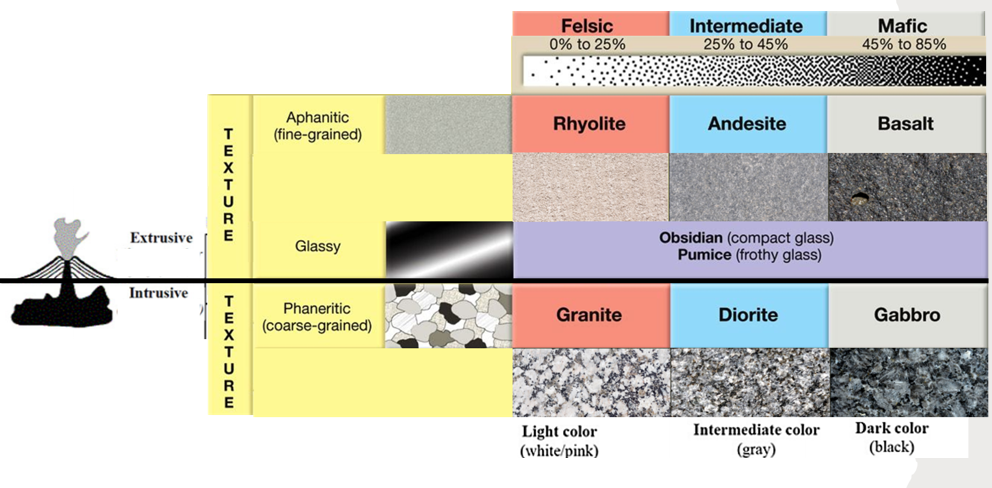 Felsic Intermediate Mafic
0% to 25% 25% to 45% 45% to 85%
TEXTURE
Aphanitic
(fine-grained)
Rhyolite Andesite Basalt
Extrusive
Glassy
Obsidian (compact glass)
Pumice (frothy glass)
Intrusive
TEXTURE
Phaneritic
(coarse-grained)
Granite Diorite Gabbro
Light color
(white/pink)
Intermediate color
(gray)
Dark color
(black)